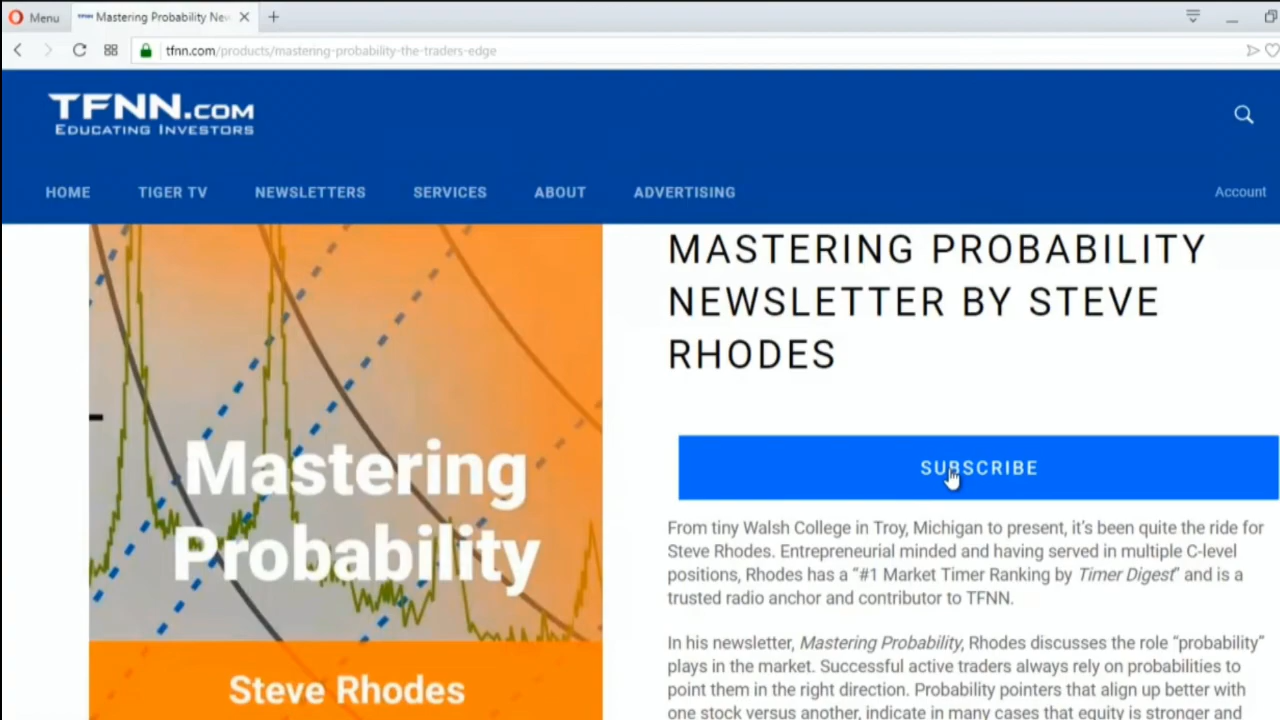 Menu
Mastering Probability Nev
tfnn.com/products/mastering-probability-the-traders-edge
TFNN.COM
EDUCATING INVESTORS
HOME TIGER TV NEWSLETTERS SERVICES ABOUT ADVERTISING Account
Mastering
Probability
Steve Rhodes
MASTERING PROBABILITY
NEWSLETTER BY STEVE
RHODES
SUBSCRIBE
From tiny Walsh College in Troy, Michigan to present, it's been quite the ride for
Steve Rhodes. Entrepreneurial minded and having served in multiple C-level
positions, Rhodes has a "#1 Market Timer Ranking by Timer Digest" and is a
trusted radio anchor and contributor to TFNN.
In his newsletter, Mastering Probability, Rhodes discusses the role "probability"
plays in the market. Successful active traders always rely on probabilities to
point them in the right direction. Probability pointers that align up better with
one stock versus another, indicate in many cases that equity is stronger and